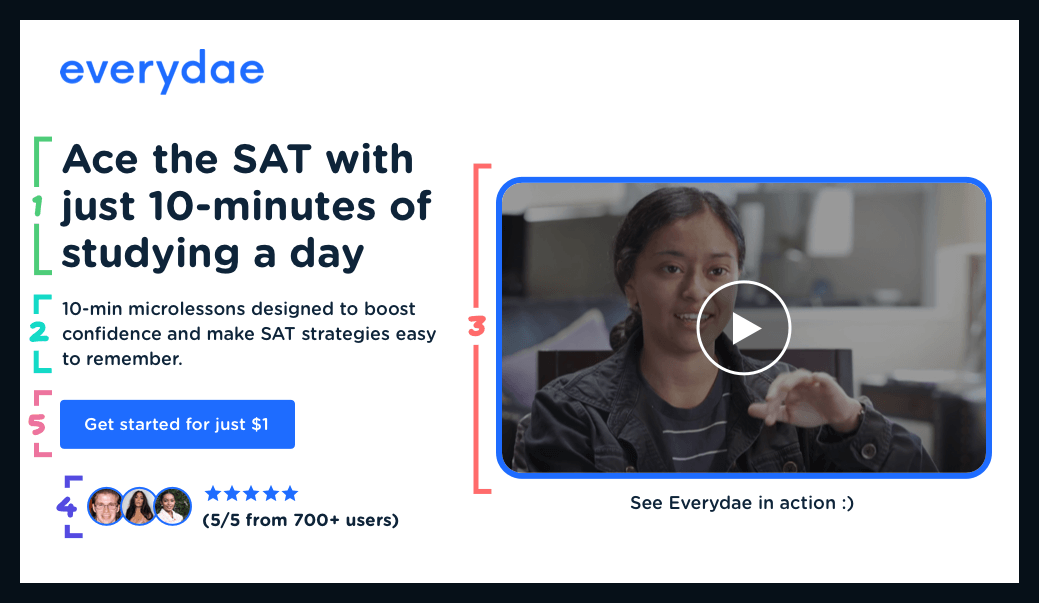 everydae
1
Ace the SAT with
just 10-minutes of
studying a day
2
10-min microlessons designed to boost
confidence and make SAT strategies easy
to remember.
5
Get started for just $1
4
(5/5 from 700+ users)
3
See Everydae in action :)